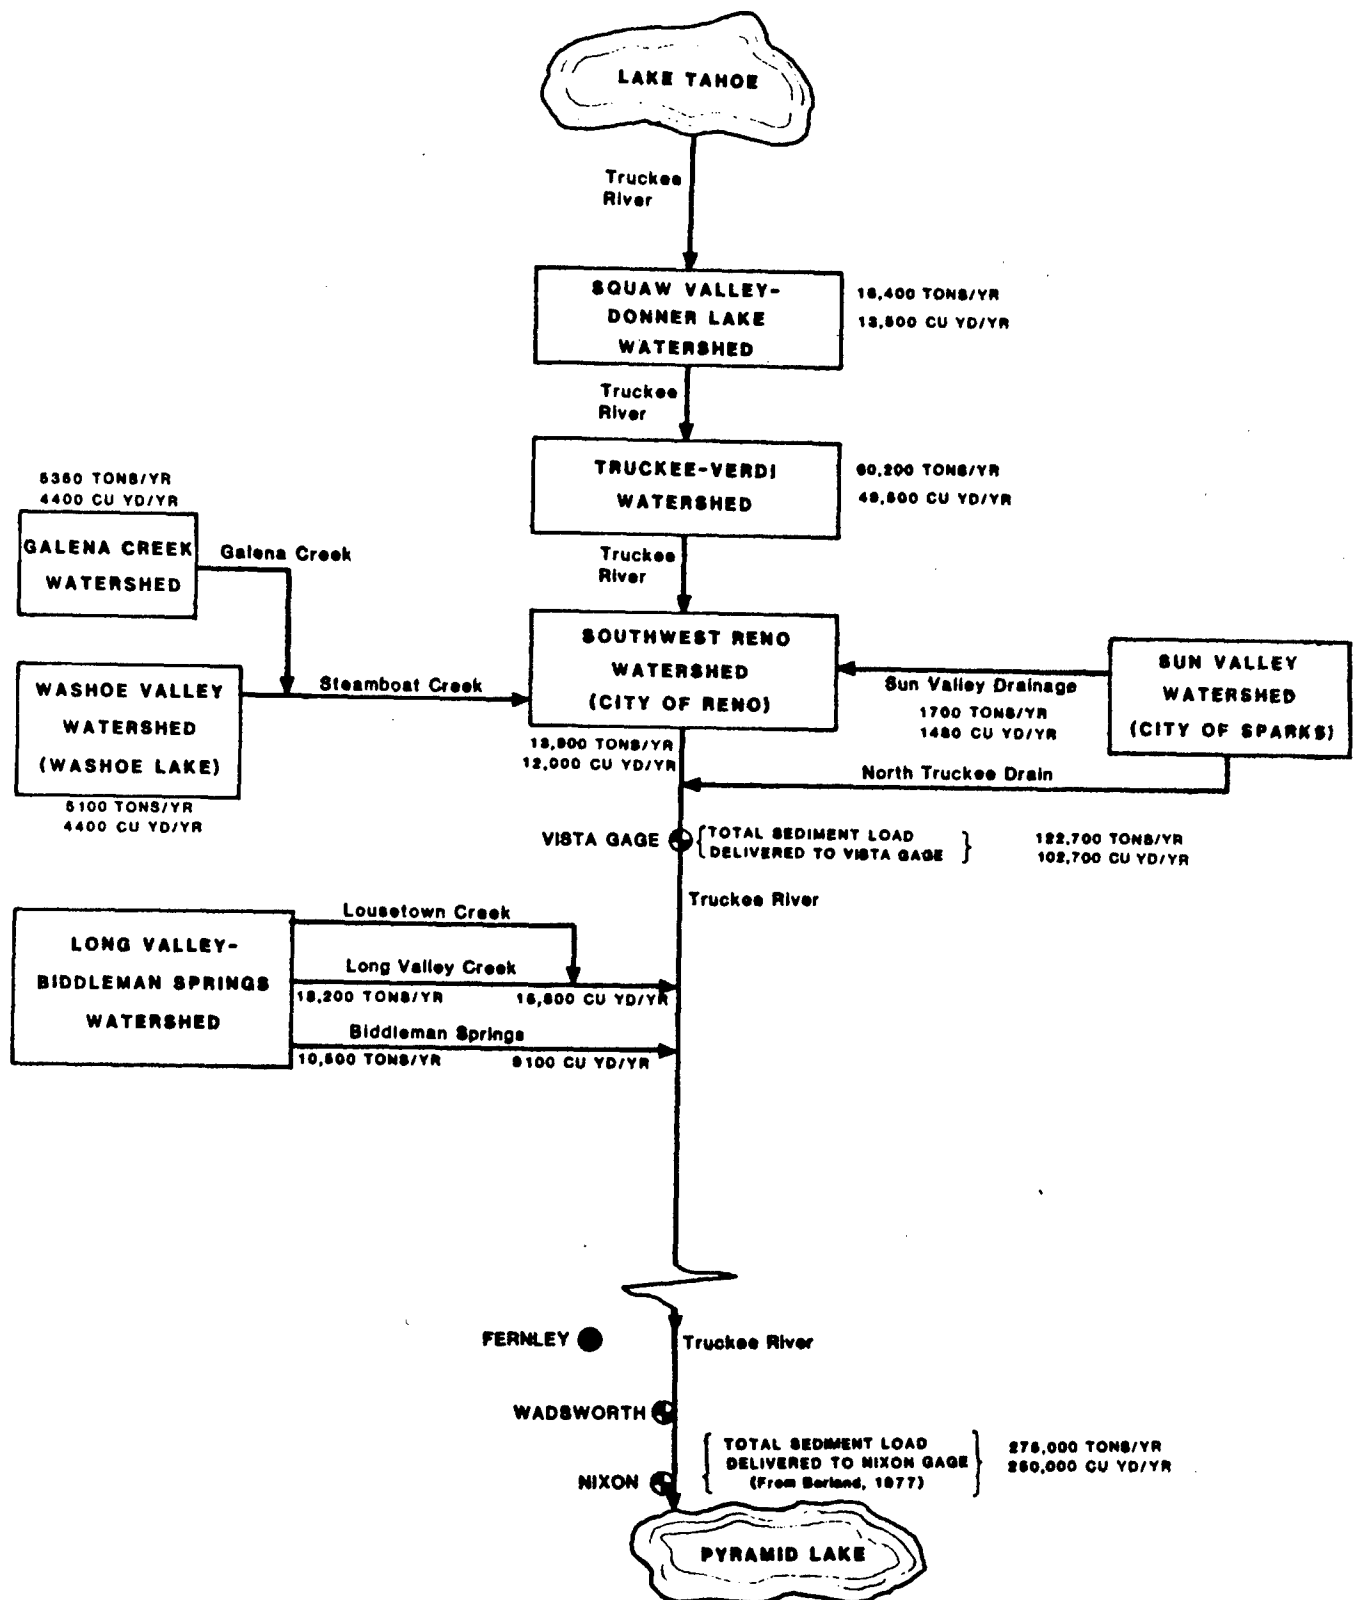 LAKE TAHOE
Truckee
River
SQUAW VALLEY-
DONNER LAKE
WATERSHED
16,400 TONS/YR
13,500 CU YD/YR
Truckee
River
TRUCKEE-VERDI
WATERSHED
60,200 TONS/YR
49,500 CU YD/YR
5350 TONS/YR
4400 CU YD/YR
GALENA CREEK
WATERSHED
Galena Creek
Truckee
River
SOUTHWEST RENO
WATERSHED
(CITY OF RENO)
WASHOE VALLEY
WATERSHED
(WASHOE LAKE)
Steamboat Creek
SUN VALLEY
WATERSHED
(CITY OF SPARKS)
Sun Valley Drainage
1700 TONS/YR
1480 CU YD/YR
13,900 TONS/YR
12,000 CU YD/YR
North Truckee Drain
5100 TONS/YR
4400 CU YD/YR
VISTA GAGE
TOTAL SEDIMENT LOAD
DELIVERED TO VISTA GAGE
122,700 TONS/YR
102,700 CU YD/YR
Truckee River
LONG VALLEY-
BIDDLEMAN SPRINGS
WATERSHED
Lousetown Creek
Long Valley Creek
TONS/YR
CU YD/YR
Biddleman Springs
10,500 TONS/YR
9100 CU YD/YR
FERNLEY
Truckee River
WADSWORTH
NIXON
TOTAL SEDIMENT LOAD
DELIVERED TO NIXON GAGE
(From Borland, 1977)
275,000 TONS/YR
250,000 CU YD/YR
PYRAMID LAKE